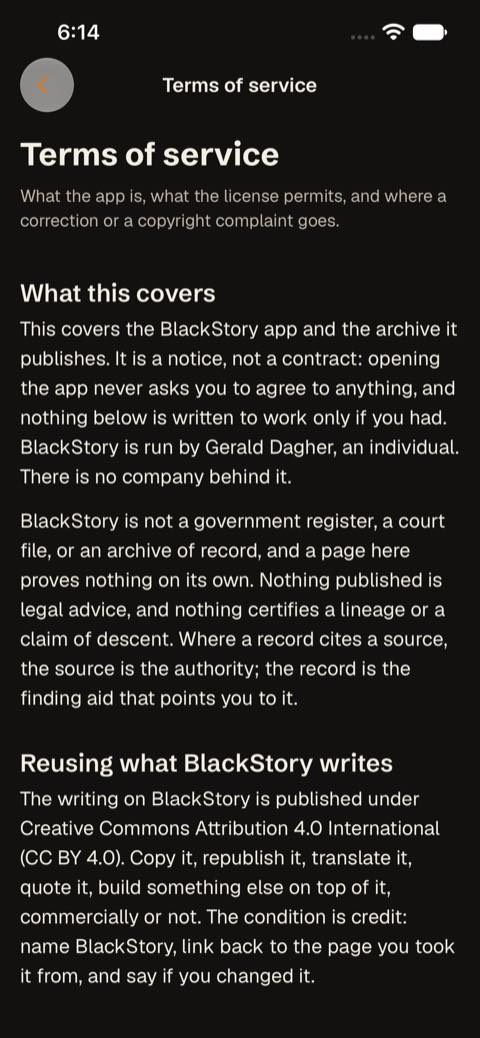 6:14
Terms of service
Terms of service
What the app is, what the license permits, and where a
correction or a copyright complaint goes.
What this covers
This covers the BlackStory app and the archive it
publishes. It is a notice, not a contract: opening
the app never asks you to agree to anything, and
nothing below is written to work only if you had.
BlackStory is run by Gerald Dagher, an individual.
There is no company behind it.
BlackStory is not a government register, a court
file, or an archive of record, and a page here
proves nothing on its own. Nothing published is
legal advice, and nothing certifies a lineage or a
claim of descent. Where a record cites a source,
the source is the authority; the record is the
finding aid that points you to it.
Reusing what BlackStory writes
The writing on BlackStory is published under
Creative Commons Attribution 4.0 International
(CC BY 4.0). Copy it, republish it, translate it,
quote it, build something else on top of it,
commercially or not. The condition is credit:
name BlackStory, link back to the page you took
it from, and say if you changed it.